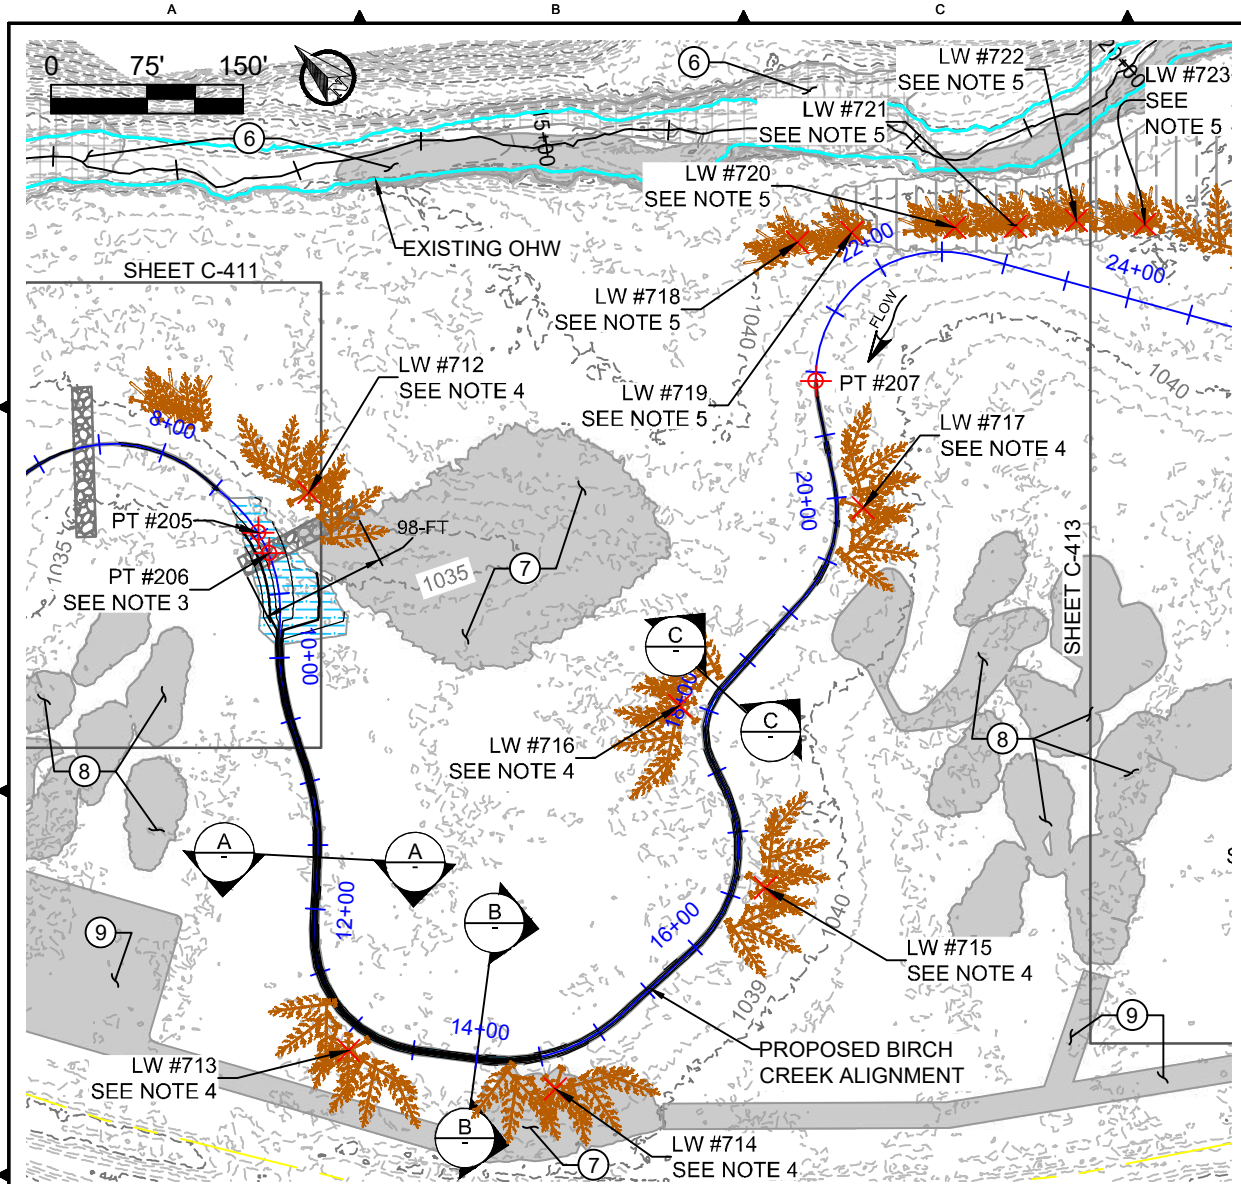 A
B
C
0 75' 150'
6
LW #722
SEE NOTE 5
LW #723
SEE
NOTE 5
6
LW #721
SEE NOTE 5
15+00
LW #720
SEE NOTE 5
EXISTING OHW
22+00
24+00
SHEET C-411
LW #718
SEE NOTE 5
1040
FLOW
LW #712
SEE NOTE 4
LW #719
SEE NOTE 5
PT #207
1040
8+00
LW #717
SEE NOTE 4
20+00
PT #205
98-FT
1035
1035
7
PT #206
SEE NOTE 3
SHEET C-413
10+00
C
-
18+00
C
-
LW #716
SEE NOTE 4
8
8
A
-
A
-
12+00
B
-
16+00
1040
9
LW #715
SEE NOTE 4
1039
14+00
9
PROPOSED BIRCH
CREEK ALIGNMENT
LW #713
SEE NOTE 4
B
-
7
LW #714
SEE NOTE 4